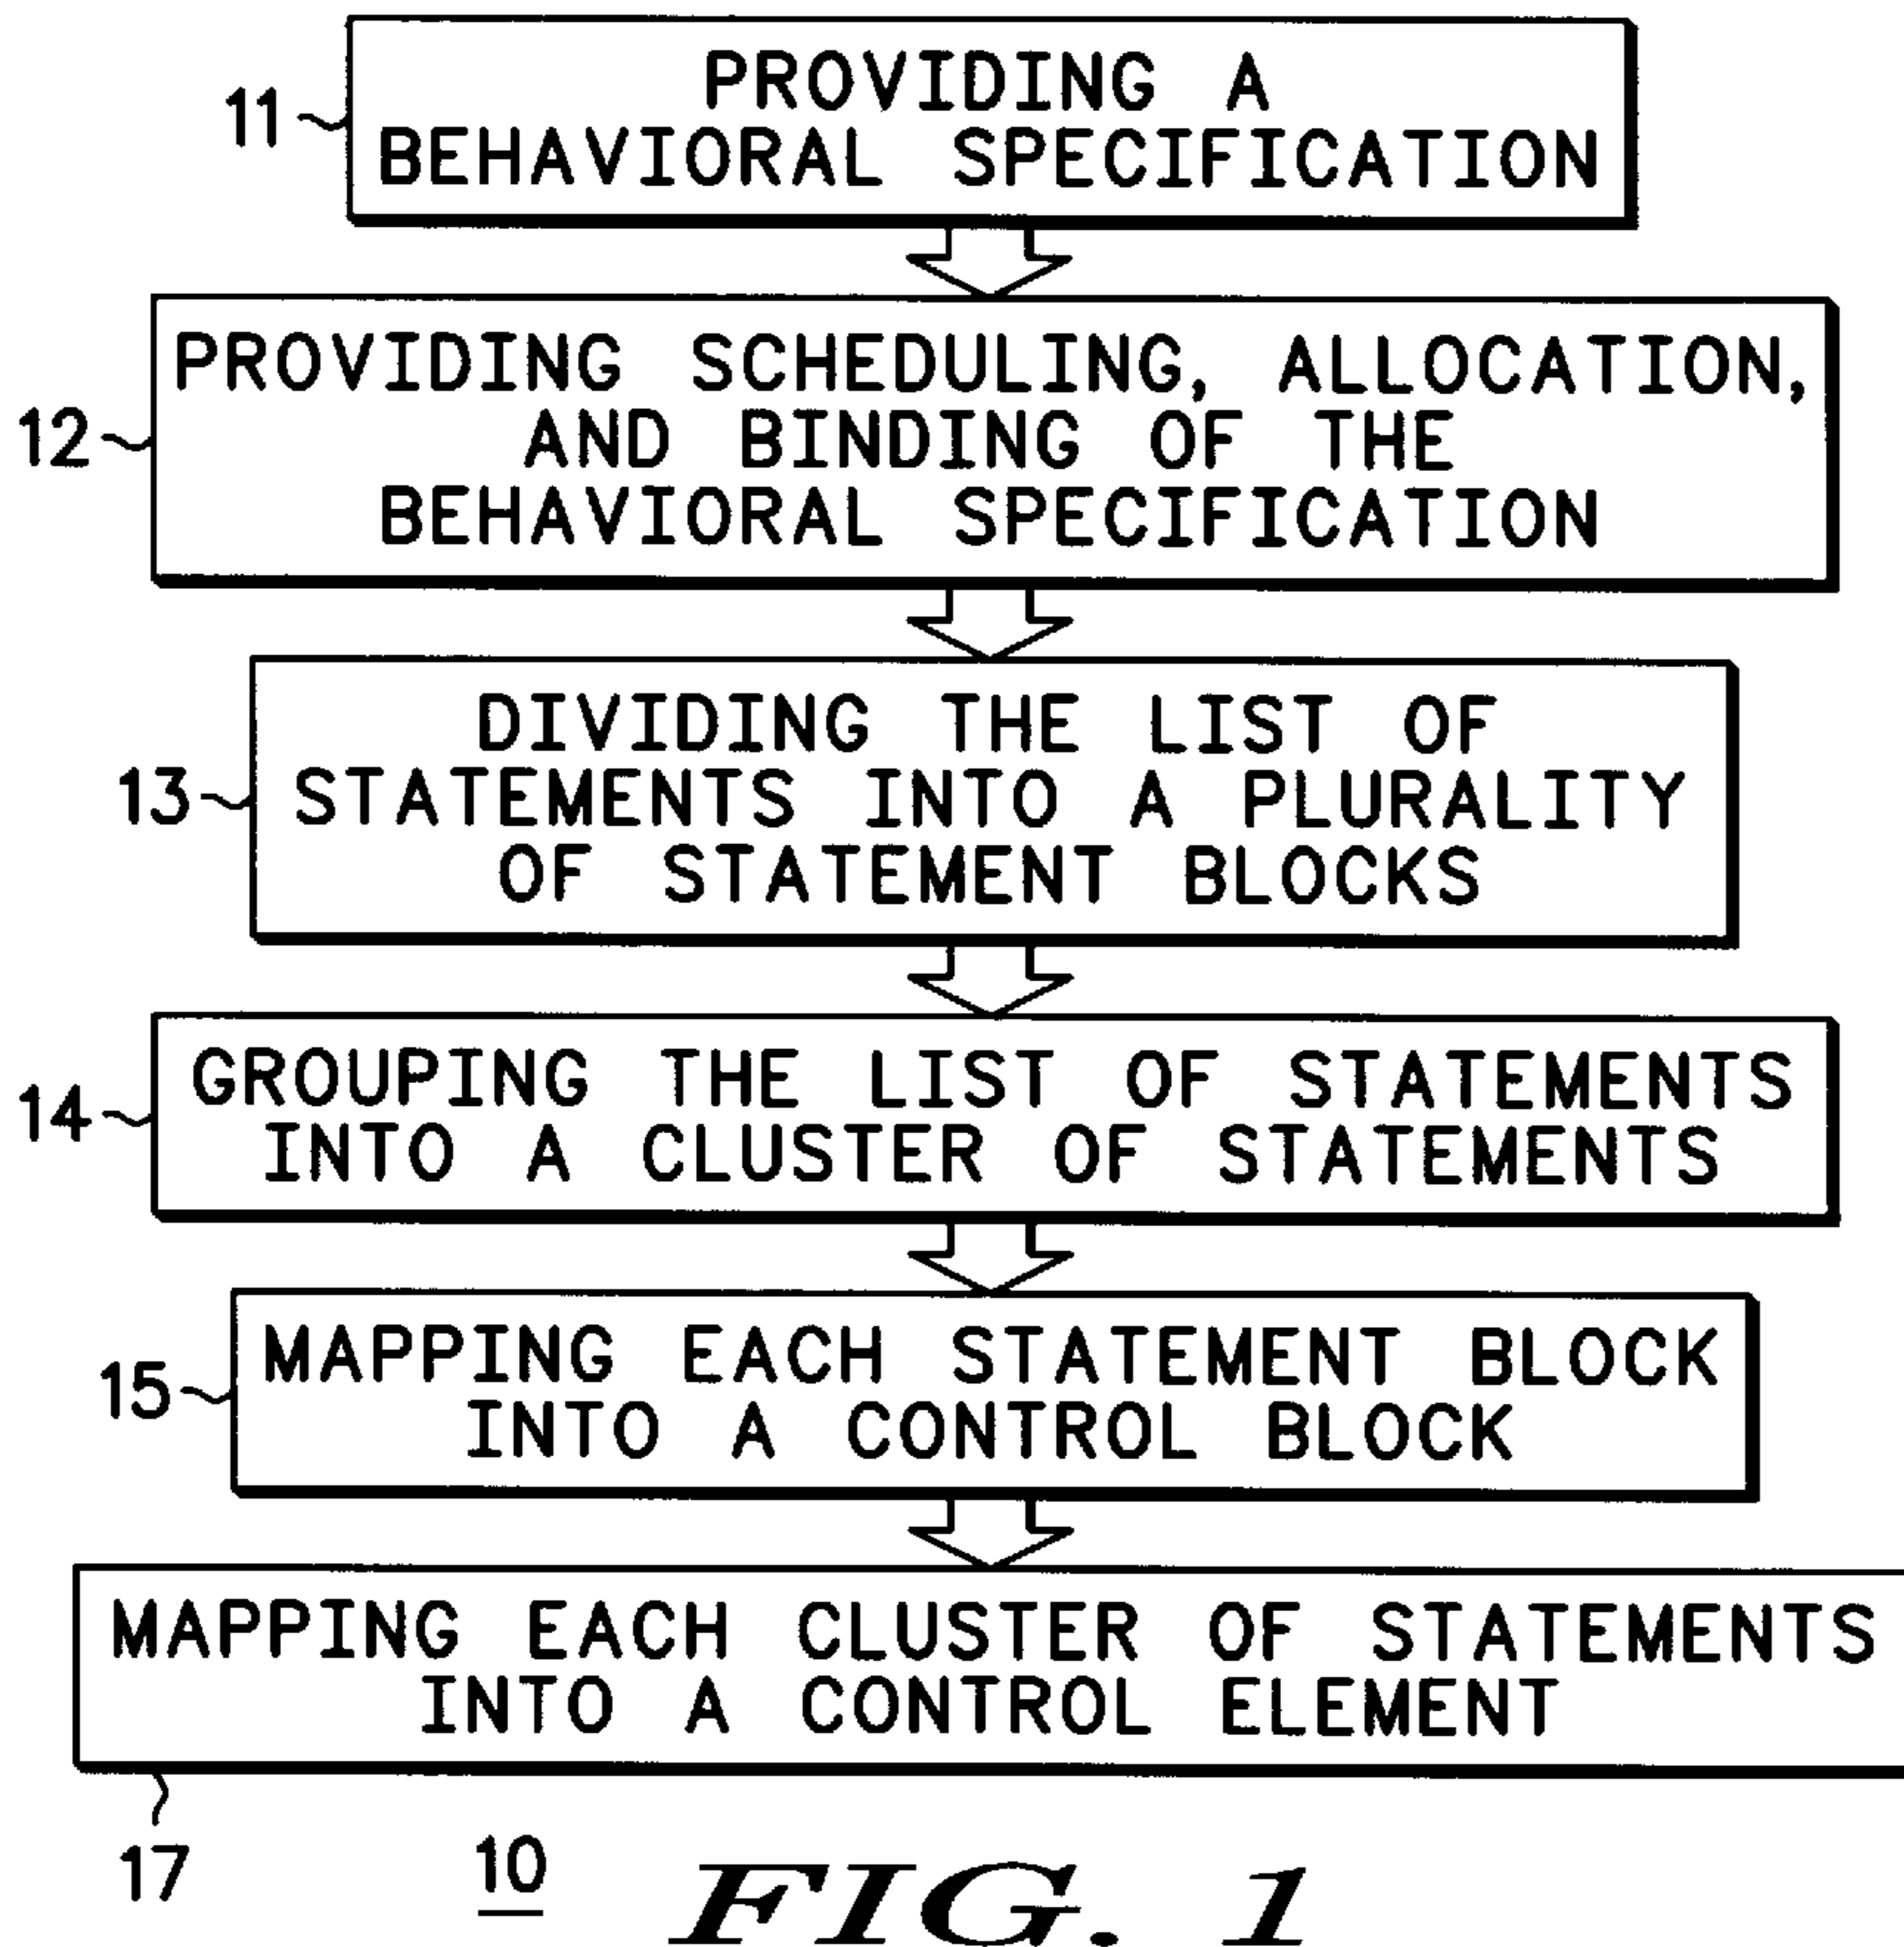 11
PROVIDING A
BEHAVIORAL SPECIFICATION
12
PROVIDING SCHEDULING, ALLOCATION,
AND BINDING OF THE
BEHAVIORAL SPECIFICATION
13
DIVIDING THE LIST OF
STATEMENTS INTO A PLURALITY
OF STATEMENT BLOCKS
14
GROUPING THE LIST OF STATEMENTS
INTO A CLUSTER OF STATEMENTS
15
MAPPING EACH STATEMENT BLOCK
INTO A CONTROL BLOCK
MAPPING EACH CLUSTER OF STATEMENTS
INTO A CONTROL ELEMENT
17
10
FIG. 1